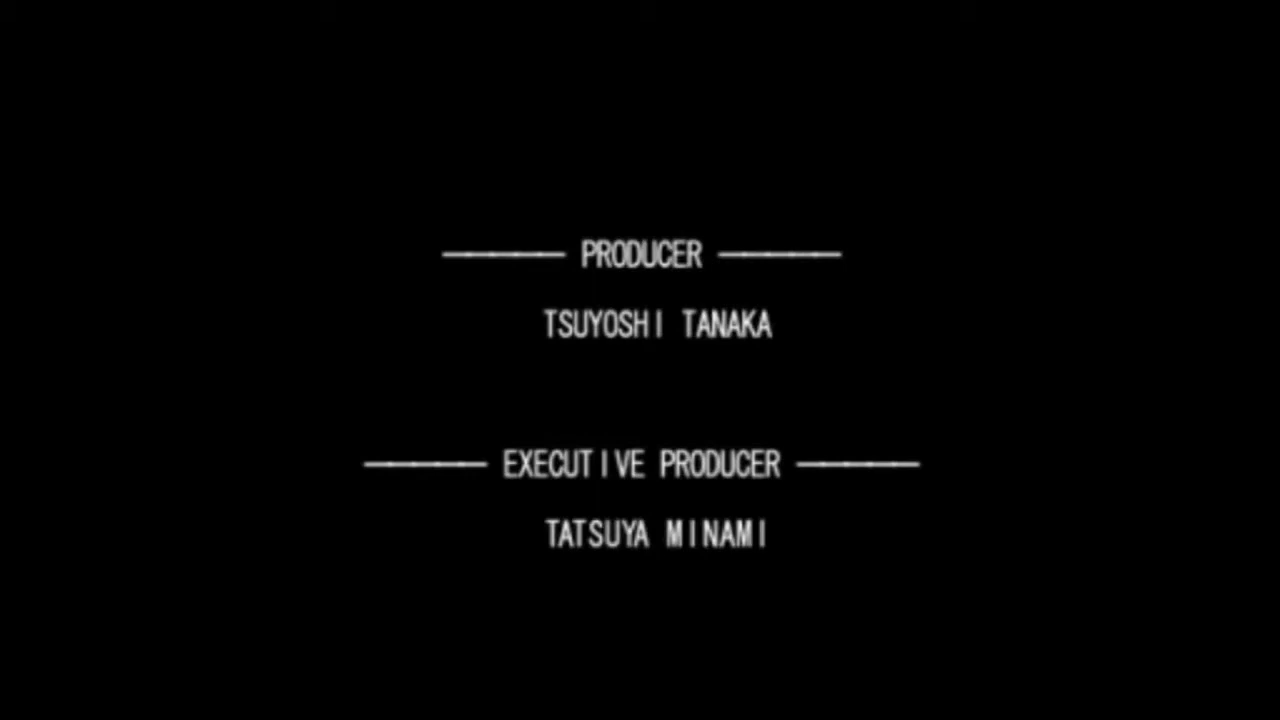 PRODUCER
TSUYOSHI TANAKA
EXECUTIVE PRODUCER
TATSUYA MINAMI